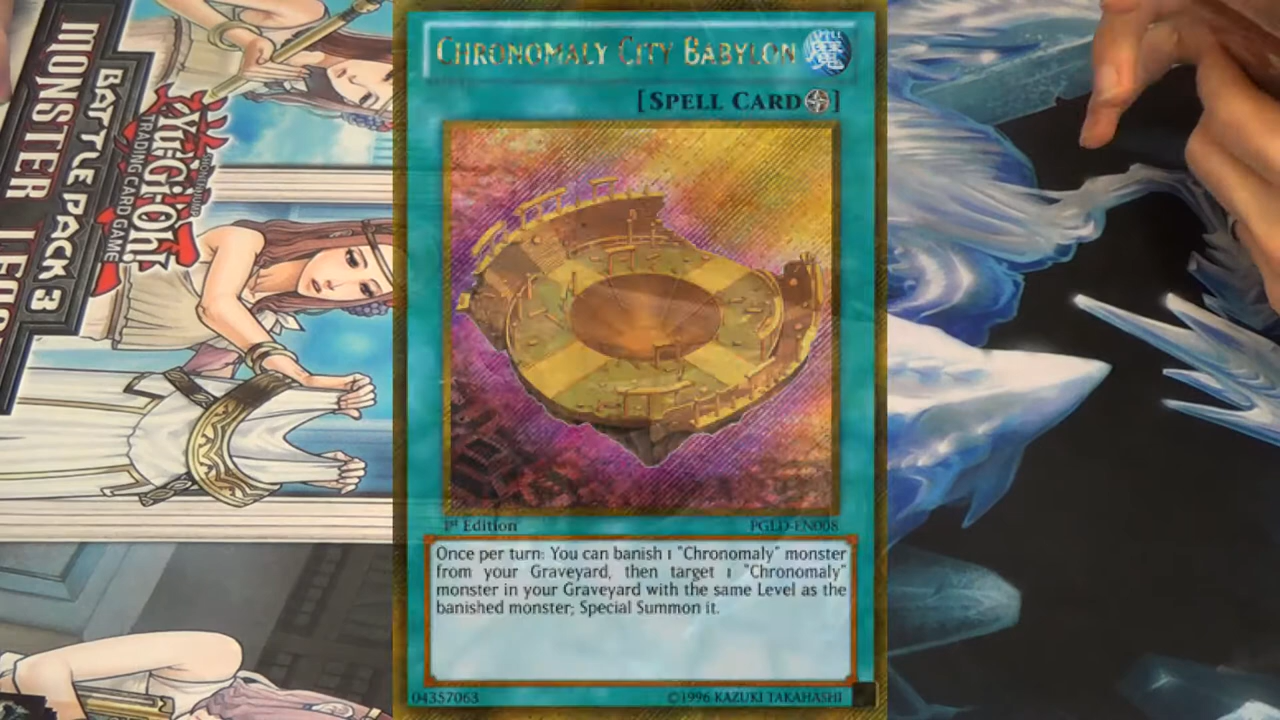 BATTLE PACK 3
MONSTER
SHONEN JUMP
Yu-Gi-Oh!
TRADING CARD GAME
CHRONOMALY CITY BABYLON
SPELL
魔
[SPELL CARD]
1st Edition
PGLD-EN008
Once per turn: You can banish 1 "Chronomaly" monster
from your Graveyard, then target 1 "Chronomaly"
monster in your Graveyard with the same Level as the
banished monster; Special Summon it.
04357063
©1996 KAZUKI TAKAHASHI